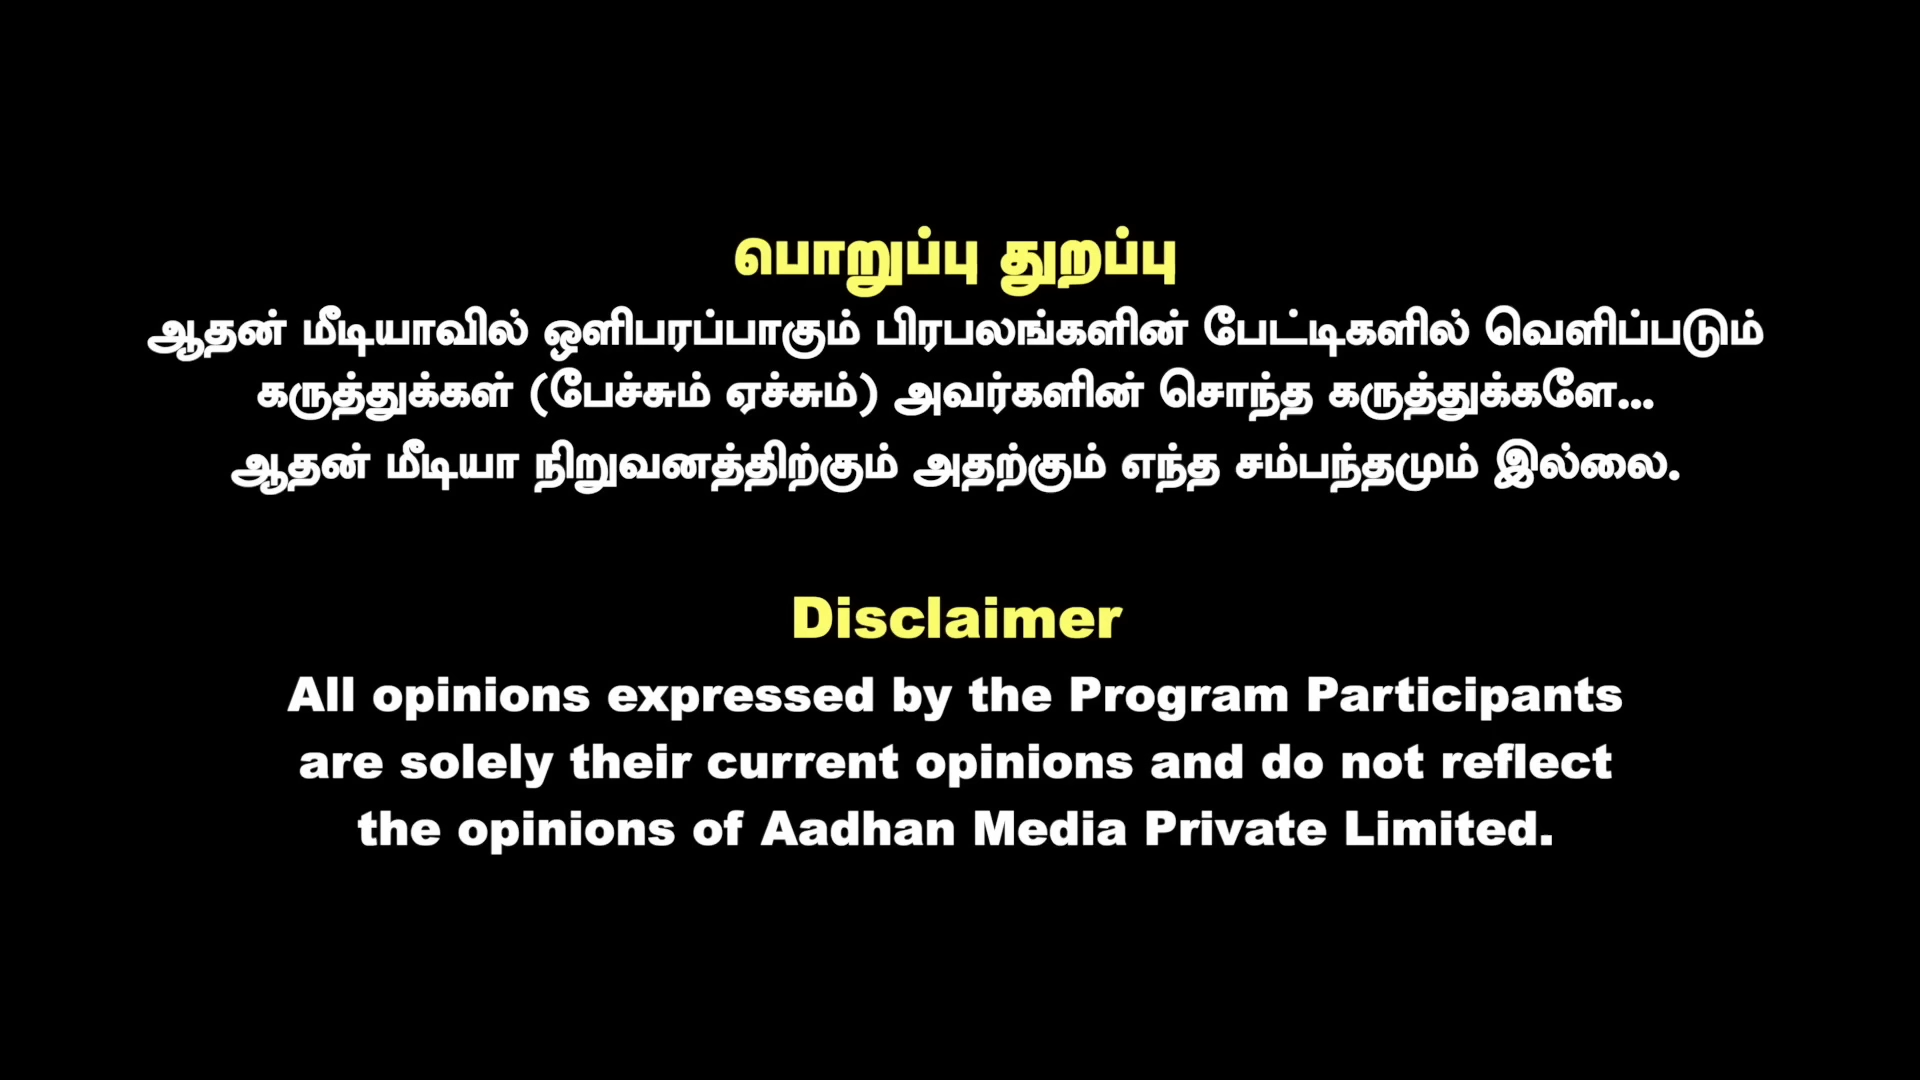 பொறுப்பு துறப்பு
ஆதன் மீடியாவில் ஒளிபரப்பாகும் பிரபலங்களின் பேட்டிகளில் வெளிப்படும்
கருத்துக்கள் (பேச்சும் ஏச்சும்) அவர்களின் சொந்த கருத்துக்களே...
ஆதன் மீடியா நிறுவனத்திற்கும் அதற்கும் எந்த சம்பந்தமும் இல்லை.
Disclaimer
All opinions expressed by the Program Participants
are solely their current opinions and do not reflect
the opinions of Aadhan Media Private Limited.